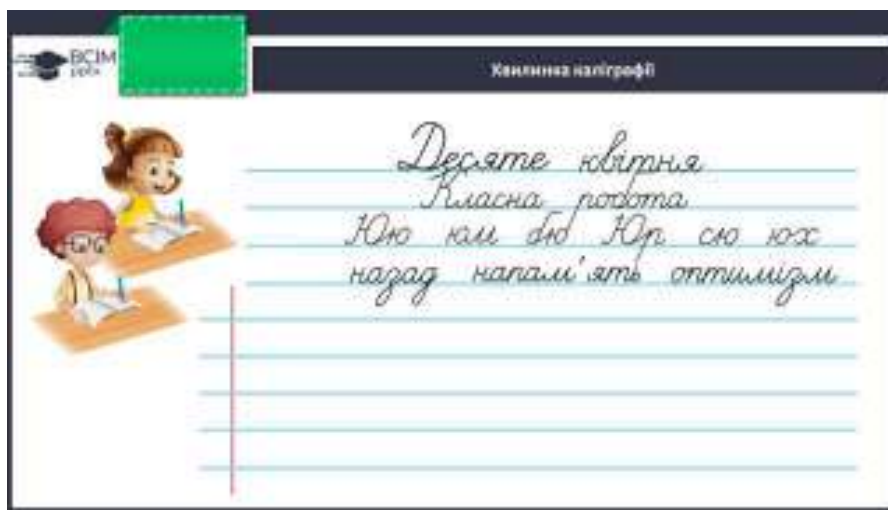 ВСІМ
Хвилинка каліграфії
Десяте квітня
Класна робота
Юю юм бю Юр сю юх
назад напам'ять оптимізм